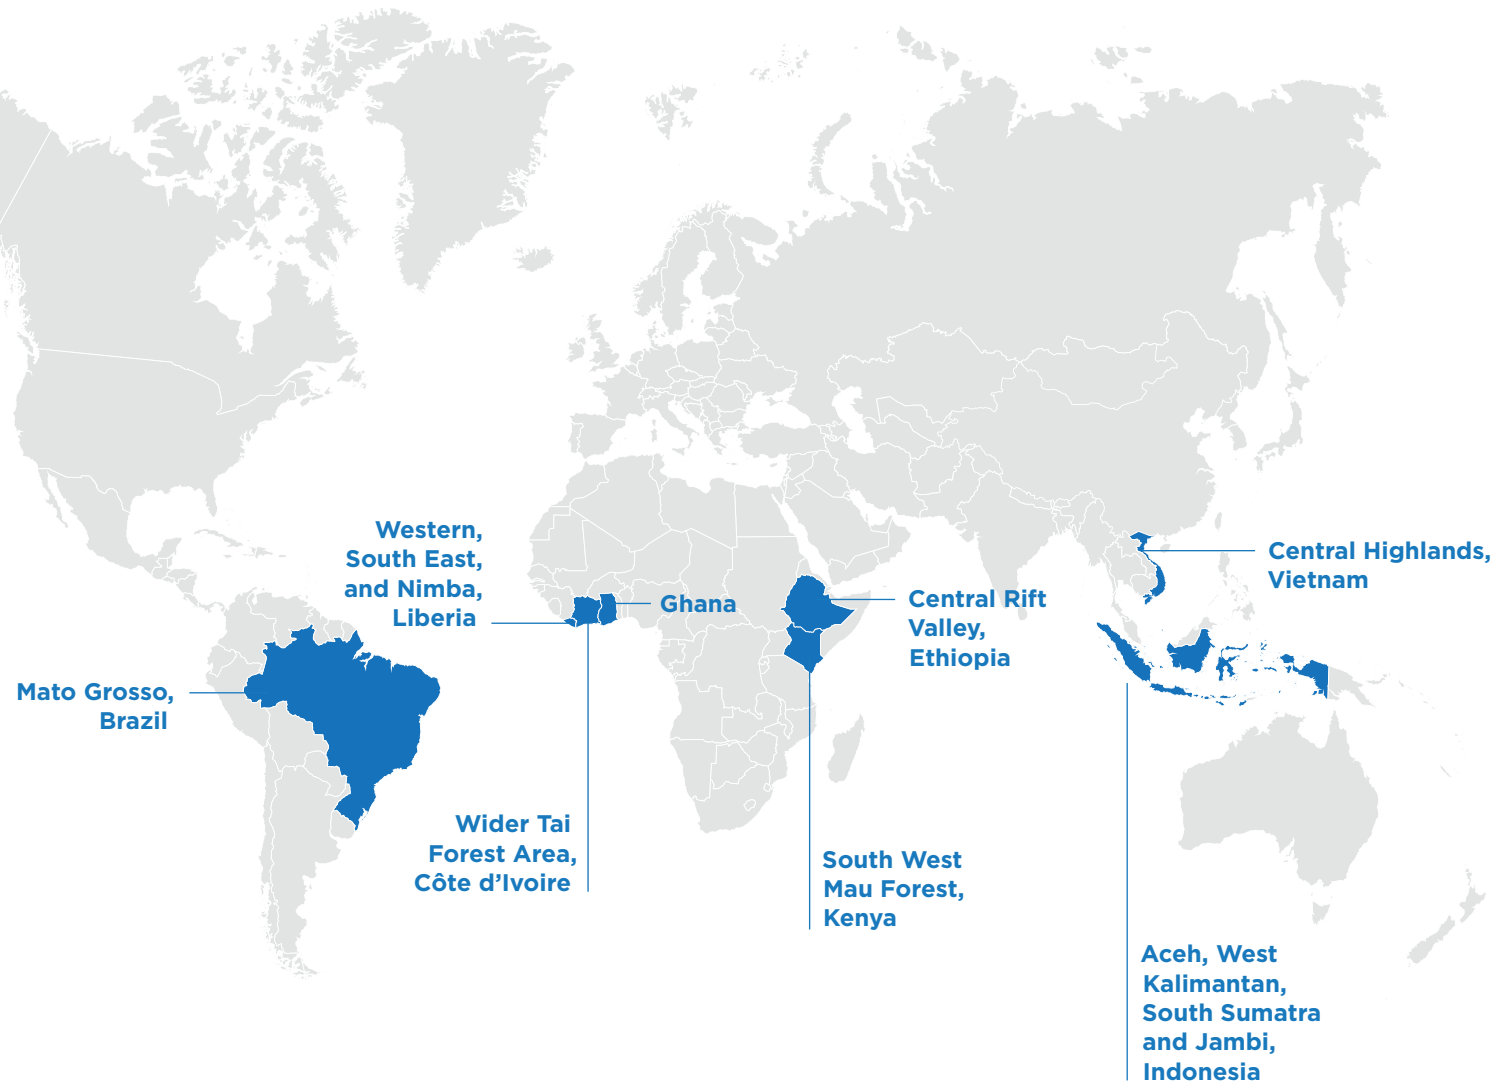 Western,
South East,
and Nimba,
Liberia
Ghana
Central Rift
Valley,
Ethiopia
Central Highlands,
Vietnam
Mato Grosso,
Brazil
Wider Tai
Forest Area,
Côte d’Ivoire
South West
Mau Forest,
Kenya
Aceh, West
Kalimantan,
South Sumatra
and Jambi,
Indonesia